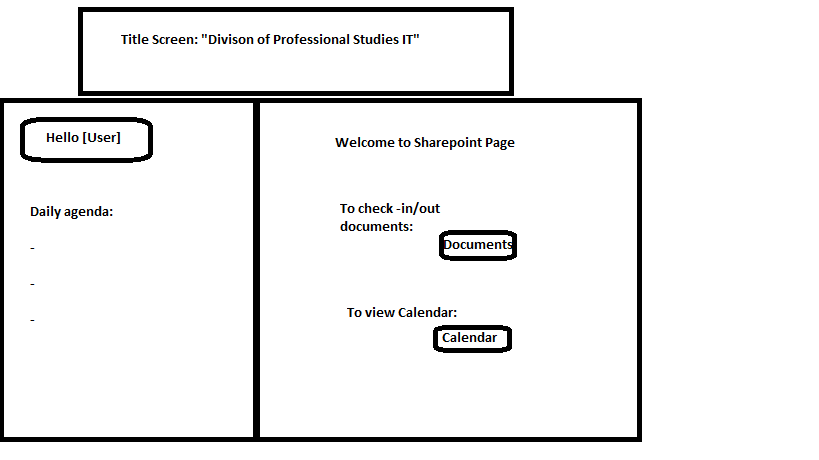 Title Screen: "Divison of Professional Studies IT"
Hello [User]
Daily agenda:
-
-
-
Welcome to Sharepoint Page
To check -in/out
documents:
Documents
To view Calendar:
Calendar